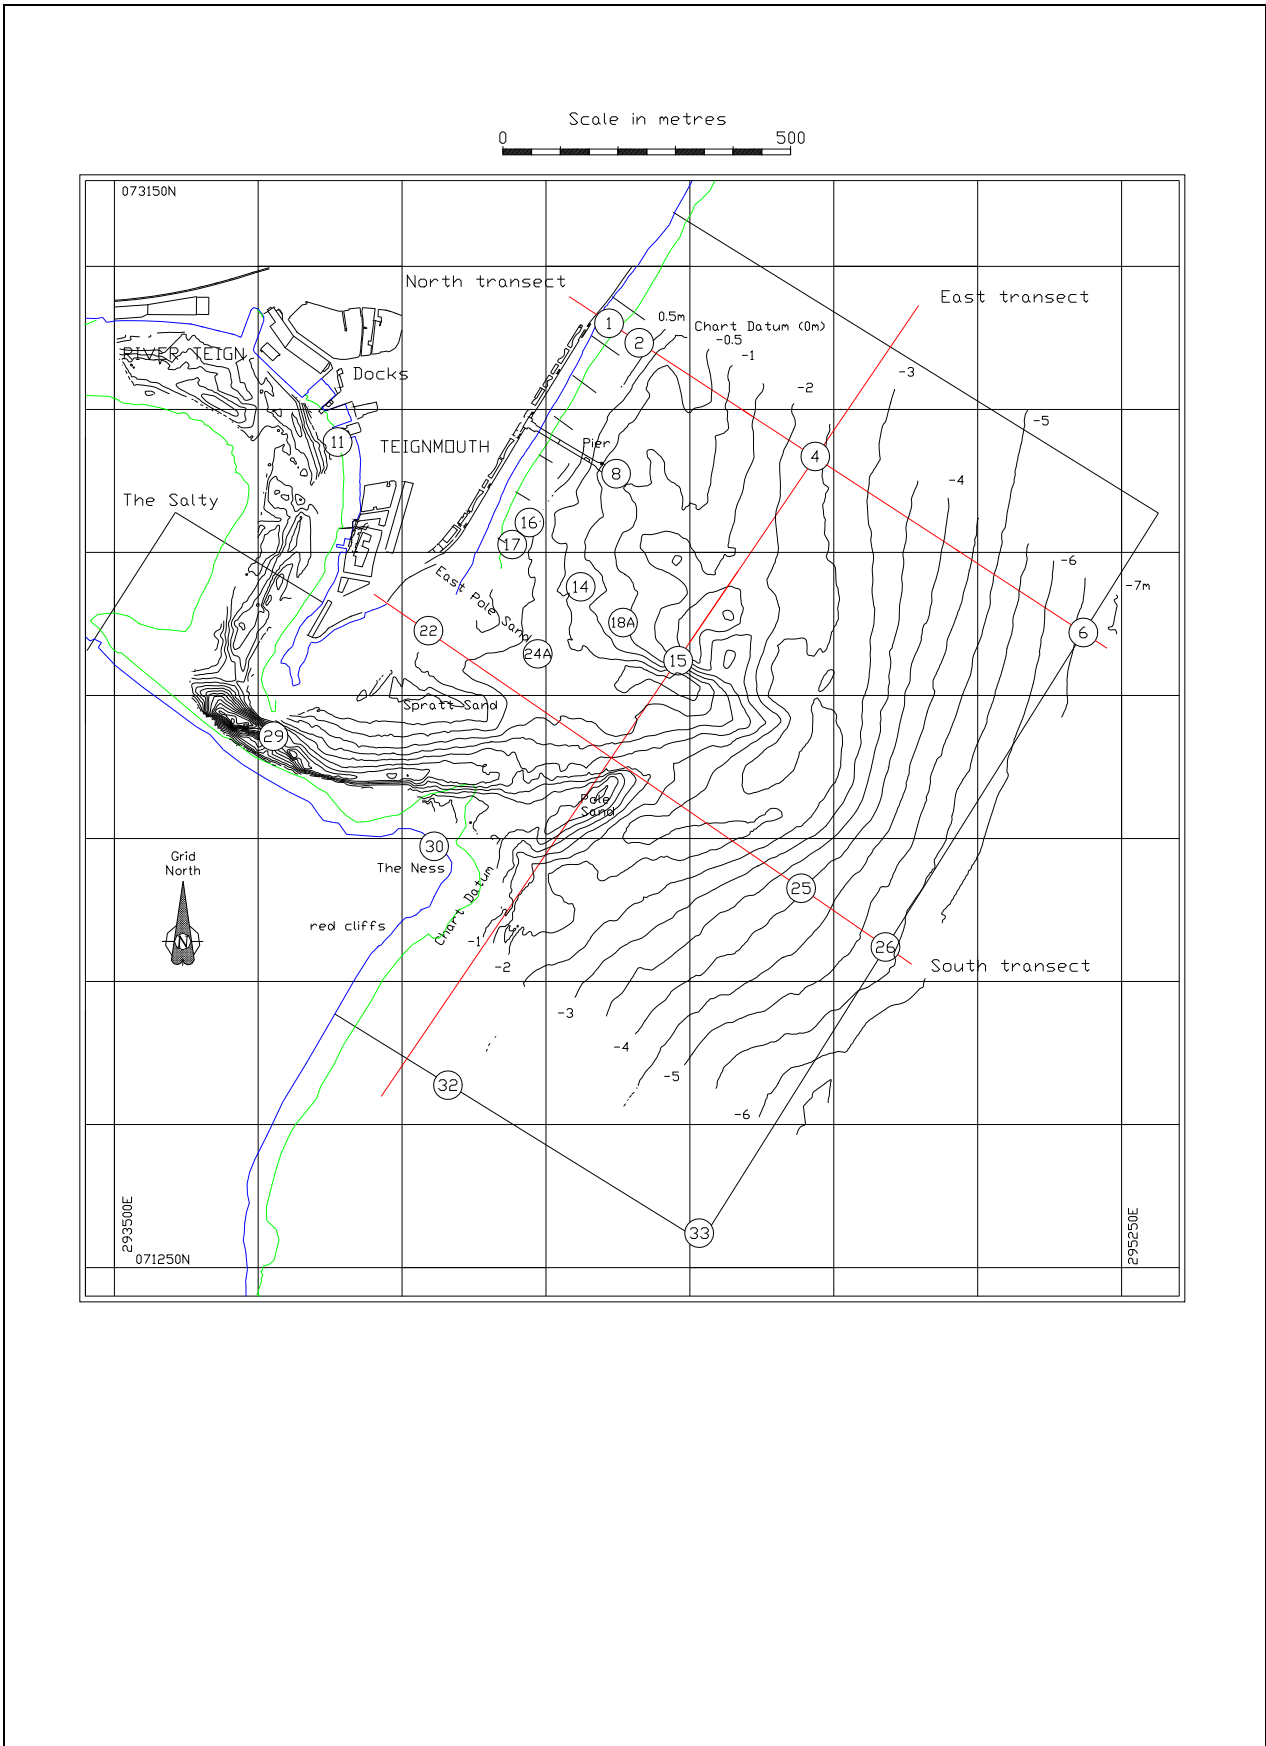 Scale in metres
0 500
073150N
North transect
East transect
0.5m
Chart Datum (0m)
1
2
-0.5
-1
RIVER TEIGN
Docks
-3
-2
-5
11
TEIGNMOUTH
Pier
4
8
-4
The Salty
16
17
-6
East Pole Sand
14
-7m
18A
22
6
24A
15
Spratt Sand
29
Pole
Sand
30
Grid
North
The Ness
25
Chart Datum
red cliffs
N
-1
26
-2
South transect
-3
-4
-5
32
-6
293500E
33
295250E
071250N